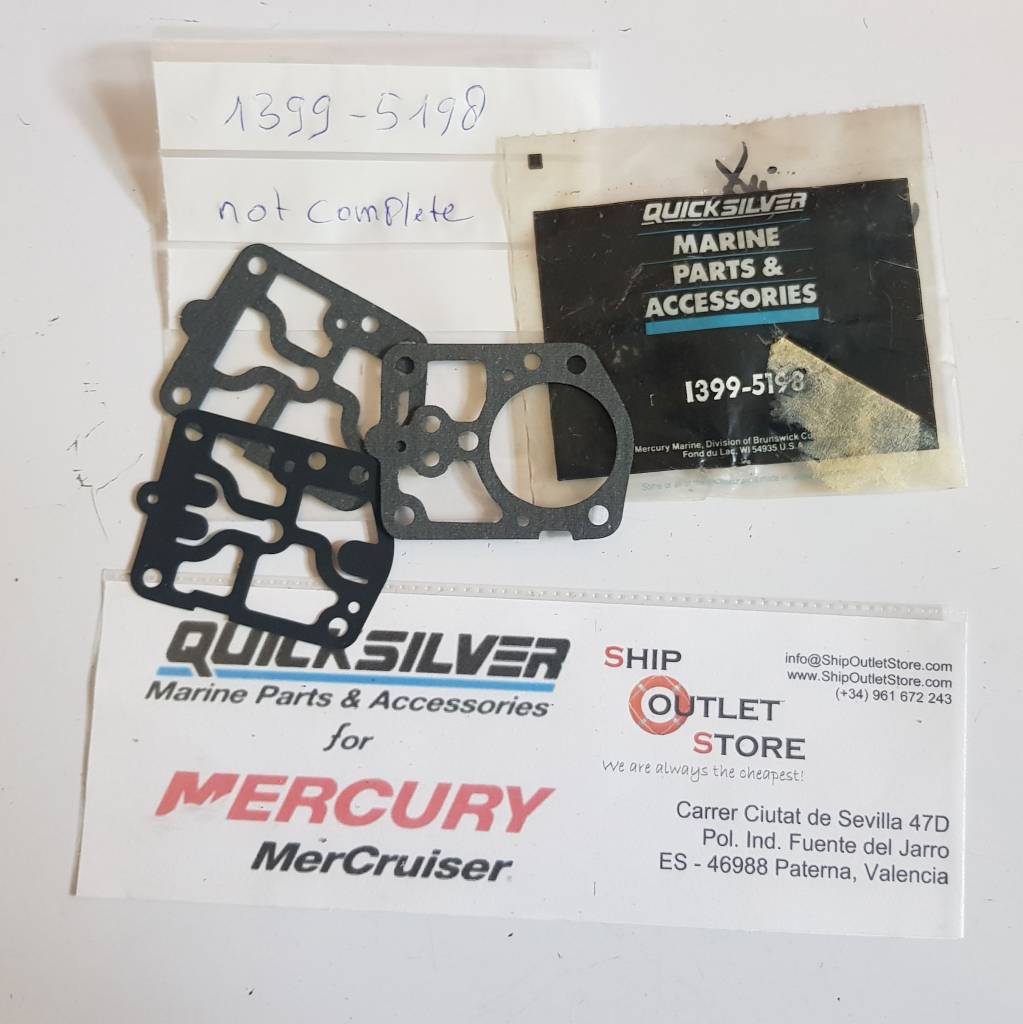 1399-5198
not complete
QUICKSILVER
MARINE
PARTS &
ACCESSORIES
1399-5198
Mercury Marine, Division of Brunswick Co
Fond du Lac, WI 54935 U.S.A.
QUICKSILVER
Marine Parts & Accessories
for
MERCURY
MerCruiser
SHIP
OUTLET
STORE
We are always the cheapest!
info@ShipOutletStore.com
www.ShipOutletStore.com
(+34) 961 672 243
Carrer Ciutat de Sevilla 47D
Pol. Ind. Fuente del Jarro
ES - 46988 Paterna, Valencia